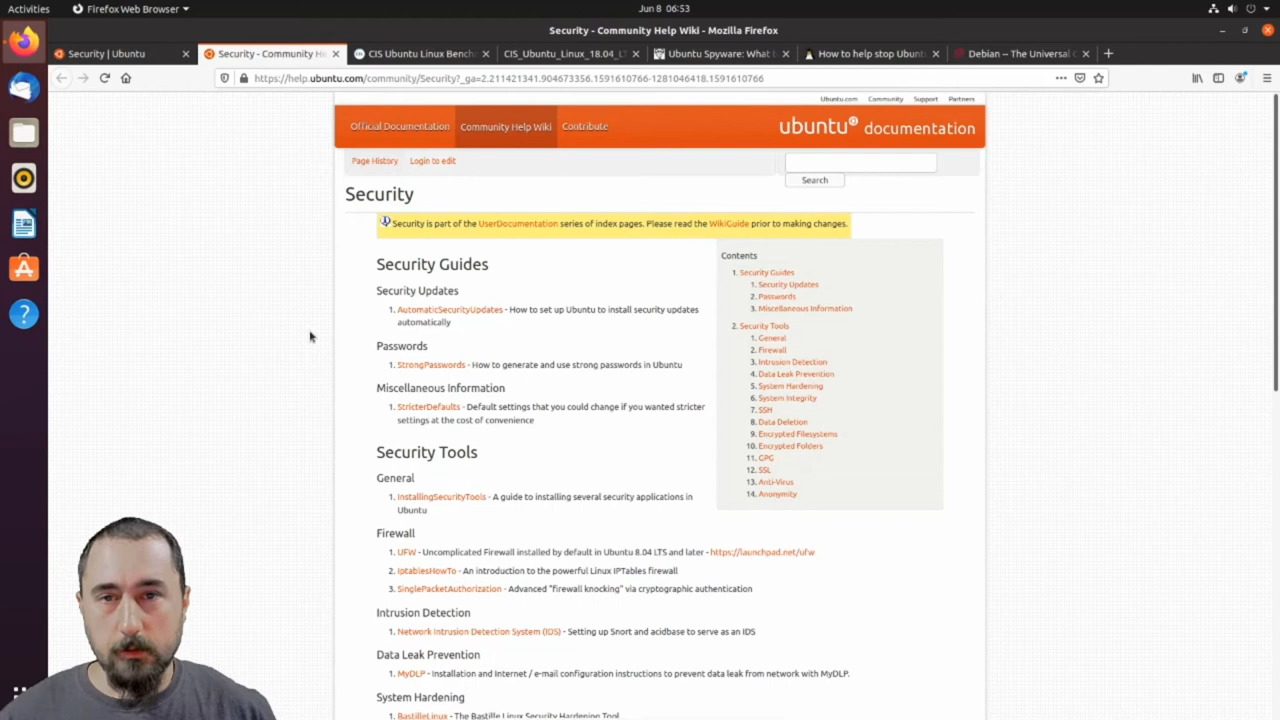 Activities
Firefox Web Browser
Jun 8 06:53
Security - Community Help Wiki - Mozilla Firefox
Security | Ubuntu
Security - Community He
CIS Ubuntu Linux Bench
CIS_Ubuntu_Linux_18.04_
Ubuntu Spyware: What t
How to help stop Ubunt
Debian -- The Universal
https://help.ubuntu.com/community/Security?_ga=2.211421341.904673356.1591610766-1281046418.1591610766
Ubuntu.com Community Support Partners
Official Documentation Community Help Wiki Contribute
ubuntu documentation
Page History Login to edit
Search
Security
Security is part of the UserDocumentation series of index pages. Please read the WikiGuide prior to making changes.
Contents
1. Security Guides
1. Security Updates
2. Passwords
3. Miscellaneous Information
2. Security Tools
1. General
2. Firewall
3. Intrusion Detection
4. Data Leak Prevention
5. System Hardening
6. System Integrity
7. SSH
8. Data Deletion
9. Encrypted Filesystems
10. Encrypted Folders
11. GPG
12. SSL
13. Anti-Virus
14. Anonymity
Security Guides
Security Updates
1. AutomaticSecurityUpdates - How to set up Ubuntu to install security updates
automatically
Passwords
1. StrongPasswords - How to generate and use strong passwords in Ubuntu
Miscellaneous Information
1. StricterDefaults - Default settings that you could change if you wanted stricter
settings at the cost of convenience
Security Tools
General
1. InstallingSecurityTools - A guide to installing several security applications in
Ubuntu
Firewall
1. UFW - Uncomplicated Firewall installed by default in Ubuntu 8.04 LTS and later - https://launchpad.net/ufw
2. IptablesHowTo - An introduction to the powerful Linux IPTables firewall
3. SinglePacketAuthorization - Advanced "firewall knocking" via cryptographic authentication
Intrusion Detection
1. Network Intrusion Detection System (IDS) - Setting up Snort and acidbase to serve as an IDS
Data Leak Prevention
1. MyDLP - Installation and Internet / e-mail configuration instructions to prevent data leak from network with MyDLP.
System Hardening
1. BastilleLinux - The Bastille Linux Security Hardening Tool